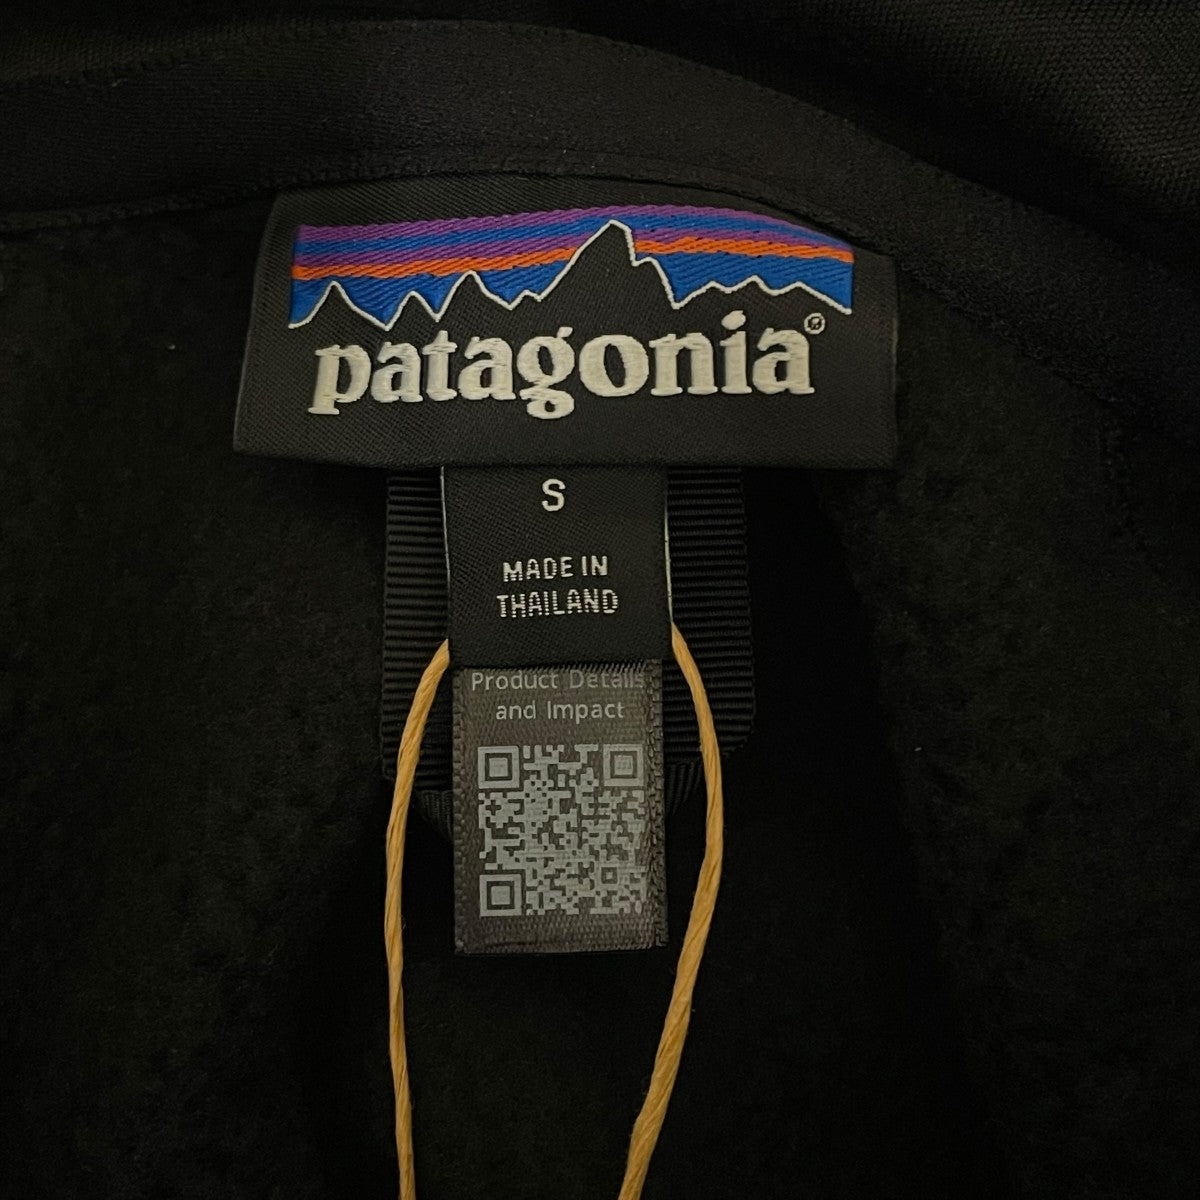 patagonia®
S
MADE IN
THAILAND
Product Details
and Impact